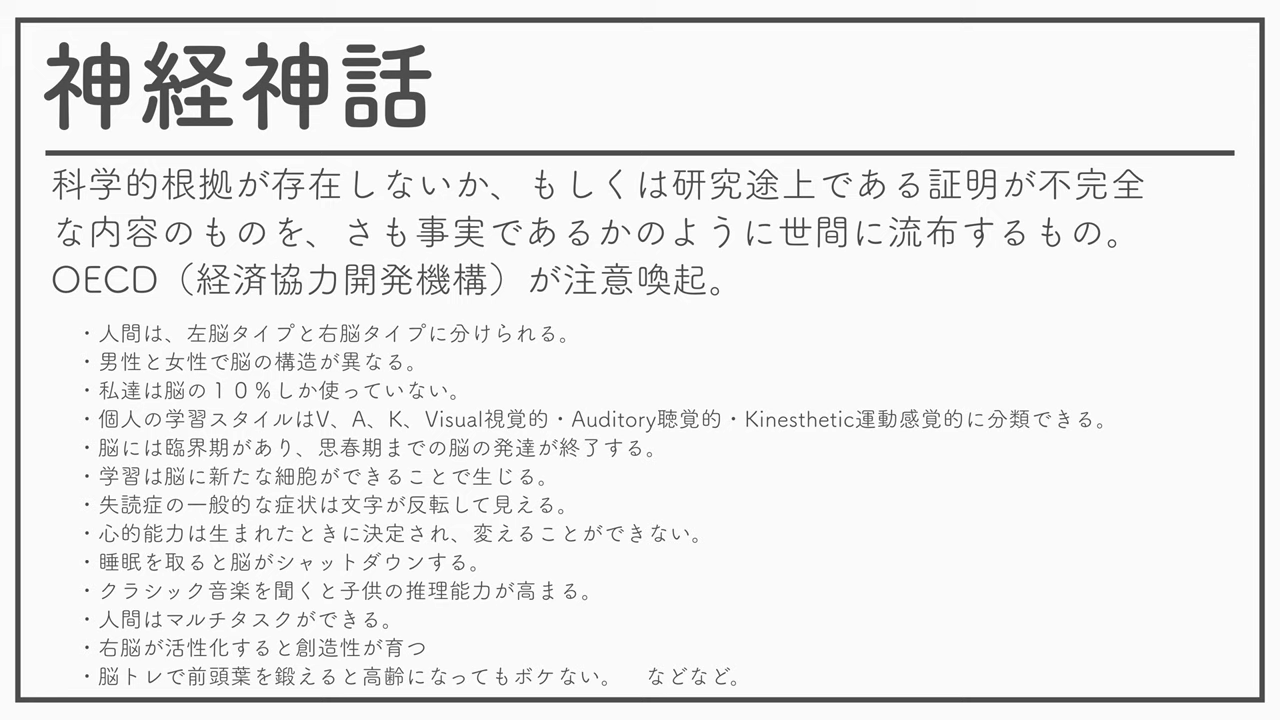 神経神話
科学的根拠が存在しないか、もしくは研究途上である証明が不完全
な内容のものを、さも事実であるかのように世間に流布するもの。
OECD（経済協力開発機構）が注意喚起。
・人間は、左脳タイプと右脳タイプに分けられる。
・男性と女性で脳の構造が異なる。
・私達は脳の１０％しか使っていない。
・個人の学習スタイルはV、A、K、Visual視覚的・Auditory聴覚的・Kinesthetic運動感覚的に分類できる。
・脳には臨界期があり、思春期までの脳の発達が終了する。
・学習は脳に新たな細胞ができることで生じる。
・失読症の一般的な症状は文字が反転して見える。
・心的能力は生まれたときに決定され、変えることができない。
・睡眠を取ると脳がシャットダウンする。
・クラシック音楽を聞くと子供の推理能力が高まる。
・人間はマルチタスクができる。
・右脳が活性化すると創造性が育つ
・脳トレで前頭葉を鍛えると高齢になってもボケない。　などなど。